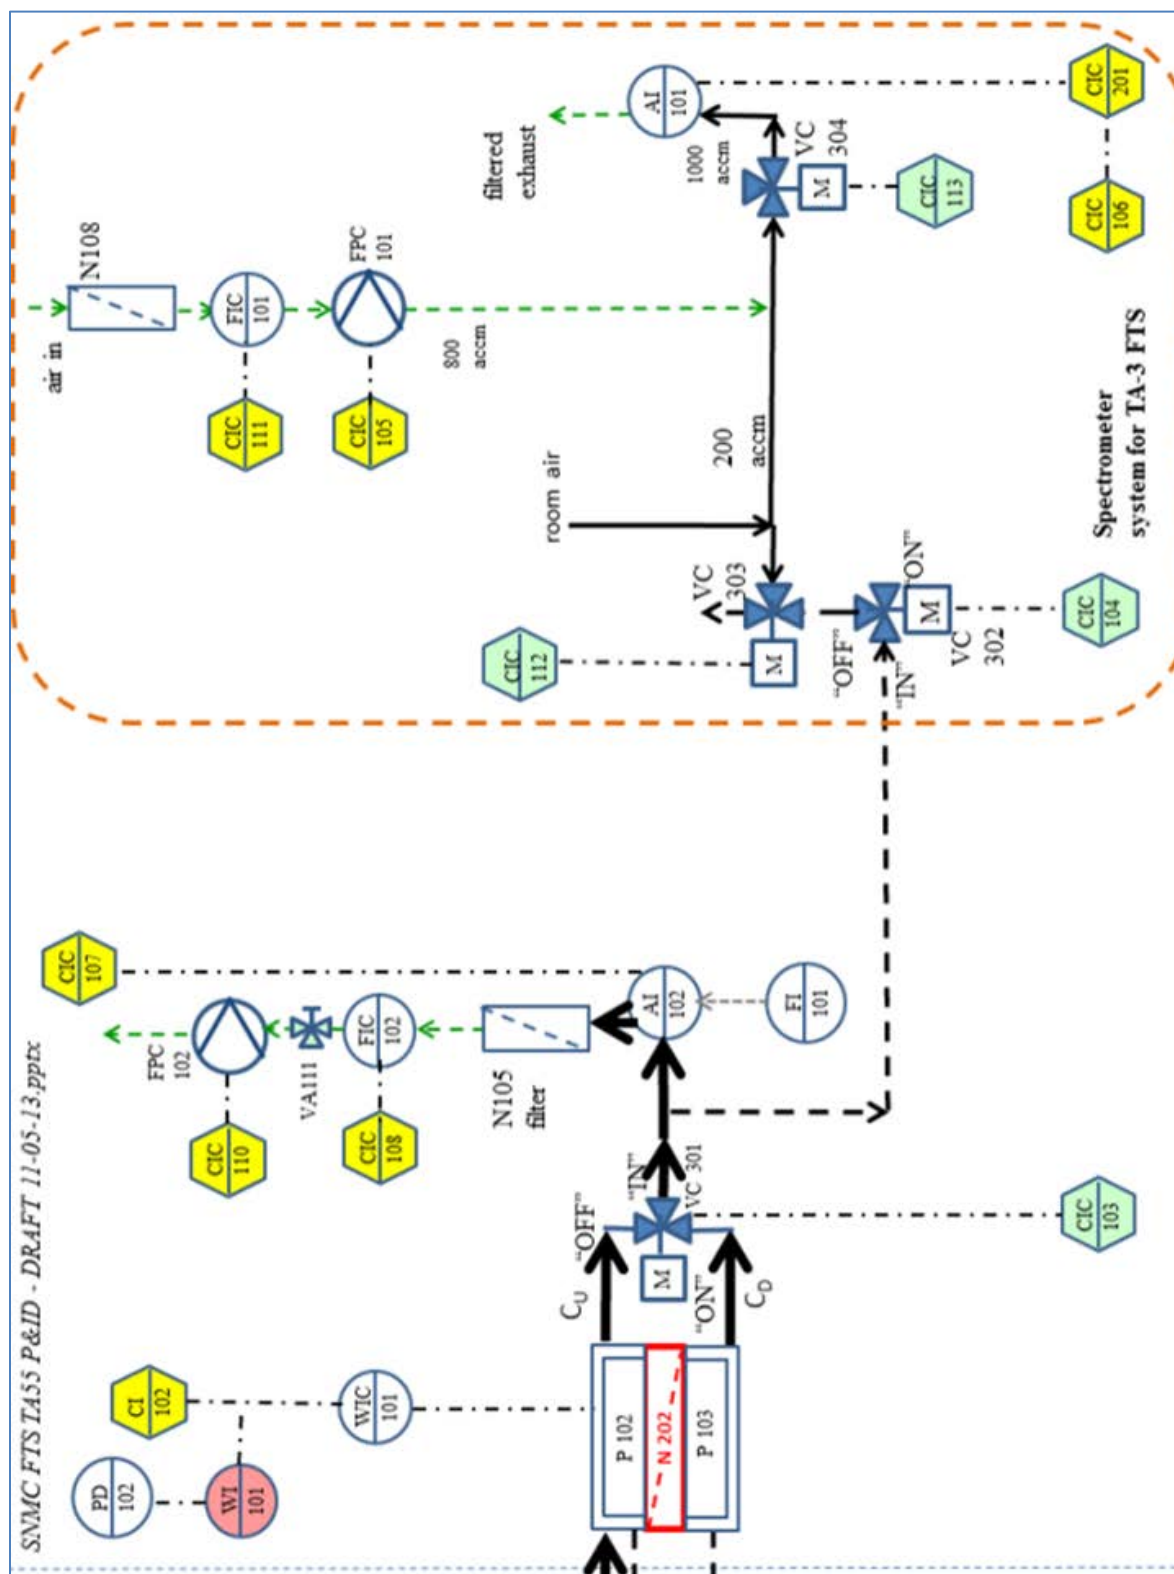 SNMC FTS TA55 P&ID - DRAFT 11-05-13.pptx
air in
N108
FIC
101
FPC
101
CIC
111
CIC
105
800
accm
filtered
exhaust
AI
101
1000
accm
VC
304
M
CIC
113
CIC
201
CIC
106
room air
200
accm
VC
303
M
CIC
112
"OFF"
"IN"
"ON"
M
VC
302
CIC
104
Spectrometer
system for TA-3 FTS
CIC
107
FPC
102
CIC
110
VA111
FIC
102
CIC
108
N105
filter
AI
102
FI
101
"OFF"
"IN"
VC 301
M
"ON"
CU
CD
CIC
103
CI
102
WIC
101
PD
102
WI
101
P 102
N 202
P 103